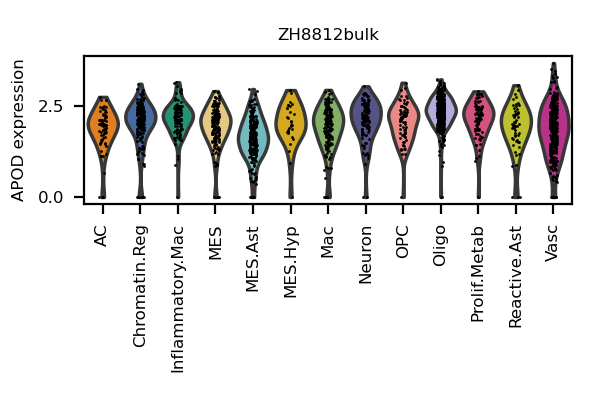 ZH8812bulk
APOD expression
2.5
0.0
AC
Chromatin.Reg
Inflammatory.Mac
MES
MES.Ast
MES.Hyp
Mac
Neuron
OPC
Oligo
Prolif.Metab
Reactive.Ast
Vasc